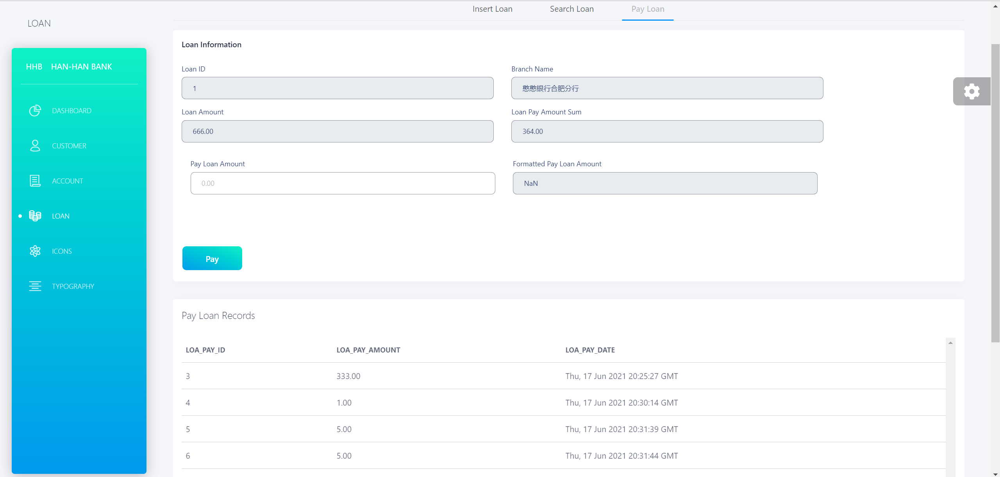 Insert Loan
Search Loan
Pay Loan
LOAN
HHB HAN-HAN BANK
DASHBOARD
CUSTOMER
ACCOUNT
LOAN
ICONS
TYPOGRAPHY
Loan Information
Loan ID
Branch Name
1
憨憨银行合肥分行
Loan Amount
Loan Pay Amount Sum
666.00
364.00
Pay Loan Amount
Formatted Pay Loan Amount
0.00
NaN
Pay
Pay Loan Records
LOA_PAY_ID LOA_PAY_AMOUNT LOA_PAY_DATE
3 333.00 Thu, 17 Jun 2021 20:25:27 GMT
4 1.00 Thu, 17 Jun 2021 20:30:14 GMT
5 5.00 Thu, 17 Jun 2021 20:31:39 GMT
6 5.00 Thu, 17 Jun 2021 20:31:44 GMT